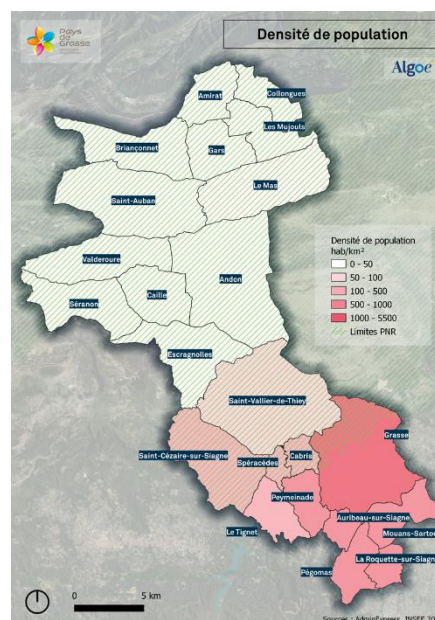 Pays
de
Grasse
Densité de population
Algoe
Amirat
Collongues
Les Mujouls
Briançonnet
Gars
Le Mas
Saint-Auban
Valderoure
Andon
Caille
Séranon
Escragnolles
Densité de population
hab/km²
0 - 50
50 - 100
100 - 500
500 - 1000
1000 - 5500
Limites PNR
Saint-Vallier-de-Thiey
Grasse
Saint-Cézaire-sur-Siagne
Cabris
Spéracèdes
Peymeinade
Auribeau-sur-Siagne
Le Tignet
Mouans-Sartou
La Roquette-sur-Siagn
Pégomas
0
5 km
Sources : AdminExpress, INSEE 20